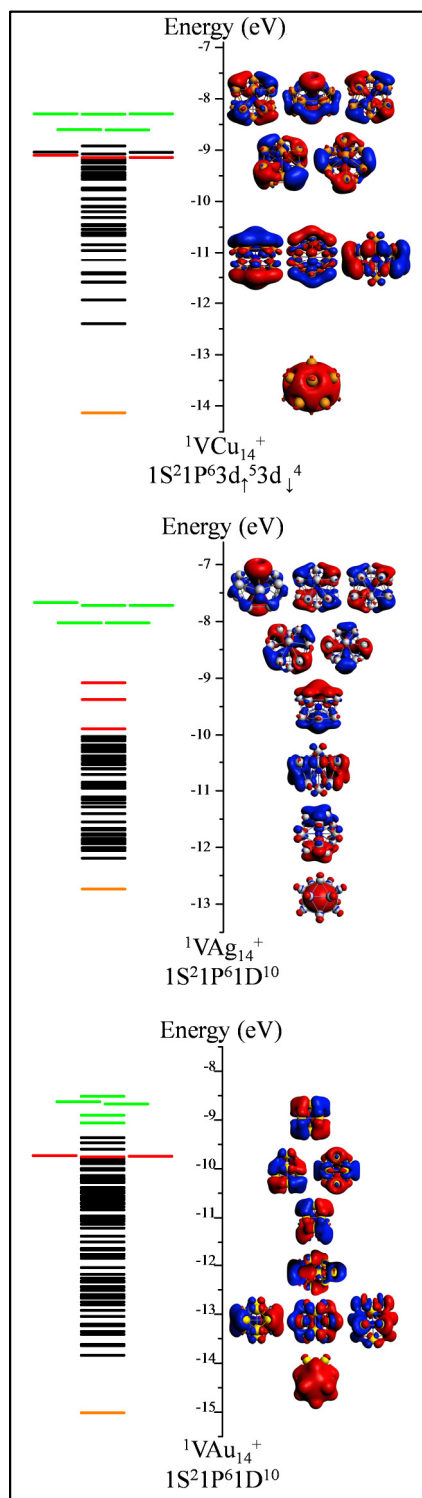 Energy (eV)
-7
-8
-9
-10
-11
-12
-13
-14
¹VCu₁₄⁺
1S²1P⁶3d↑⁵3d↓⁴
Energy (eV)
-7
-8
-9
-10
-11
-12
-13
¹VAg₁₄⁺
1S²1P⁶1D¹⁰
Energy (eV)
-8
-9
-10
-11
-12
-13
-14
-15
¹VAu₁₄⁺
1S²1P⁶1D¹⁰